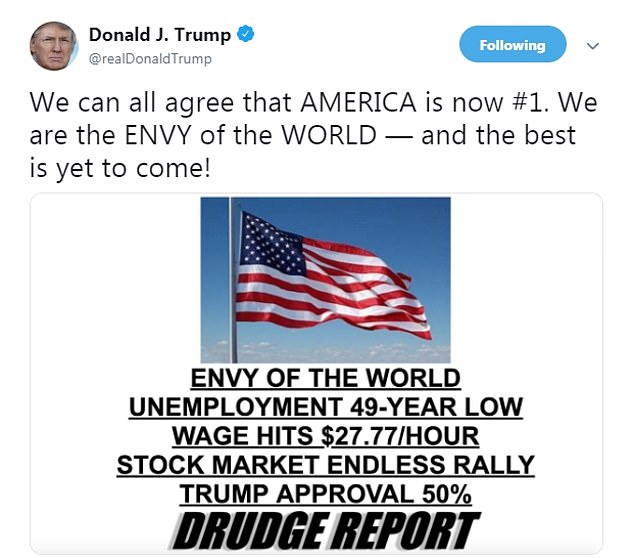 Donald J. Trump
@realDonaldTrump
Following
We can all agree that AMERICA is now #1. We
are the ENVY of the WORLD — and the best
is yet to come!
ENVY OF THE WORLD
UNEMPLOYMENT 49-YEAR LOW
WAGE HITS $27.77/HOUR
STOCK MARKET ENDLESS RALLY
TRUMP APPROVAL 50%
DRUDGE REPORT